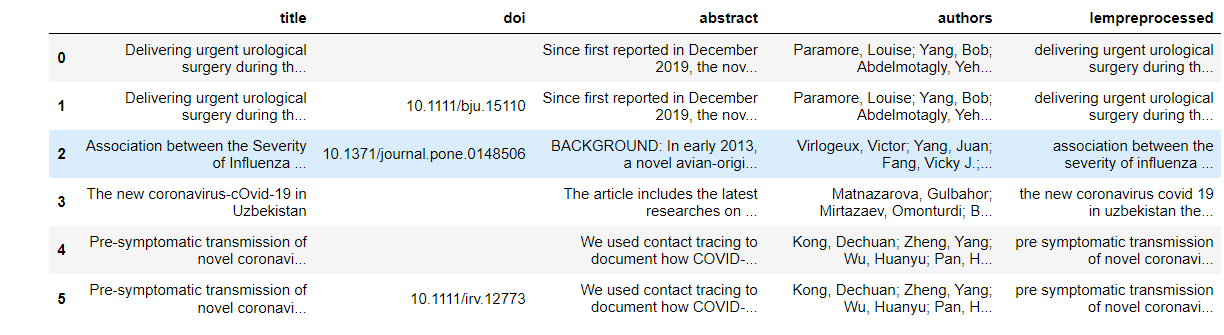 title doi abstract authors lempreprocessed
0 Delivering urgent urological surgery during th... Since first reported in December 2019, the nov... Paramore, Louise; Yang, Bob; Abdelmotagly, Yeh... delivering urgent urological surgery during th...
1 Delivering urgent urological surgery during th... 10.1111/bju.15110 Since first reported in December 2019, the nov... Paramore, Louise; Yang, Bob; Abdelmotagly, Yeh... delivering urgent urological surgery during th...
2 Association between the Severity of Influenza ... 10.1371/journal.pone.0148506 BACKGROUND: In early 2013, a novel avian-origi... Virlogeux, Victor; Yang, Juan; Fang, Vicky J.;... association between the severity of influenza ...
3 The new coronavirus-cOvid-19 in Uzbekistan The article includes the latest researches on ... Matnazarova, Gulbahor; Mirtazaev, Omonturdi; B... the new coronavirus covid 19 in uzbekistan the...
4 Pre-symptomatic transmission of novel coronavi... We used contact tracing to document how COVID-... Kong, Dechuan; Zheng, Yang; Wu, Huanyu; Pan, H... pre symptomatic transmission of novel coronavi...
5 Pre-symptomatic transmission of novel coronavi... 10.1111/irv.12773 We used contact tracing to document how COVID-... Kong, Dechuan; Zheng, Yang; Wu, Huanyu; Pan, H... pre symptomatic transmission of novel coronavi...